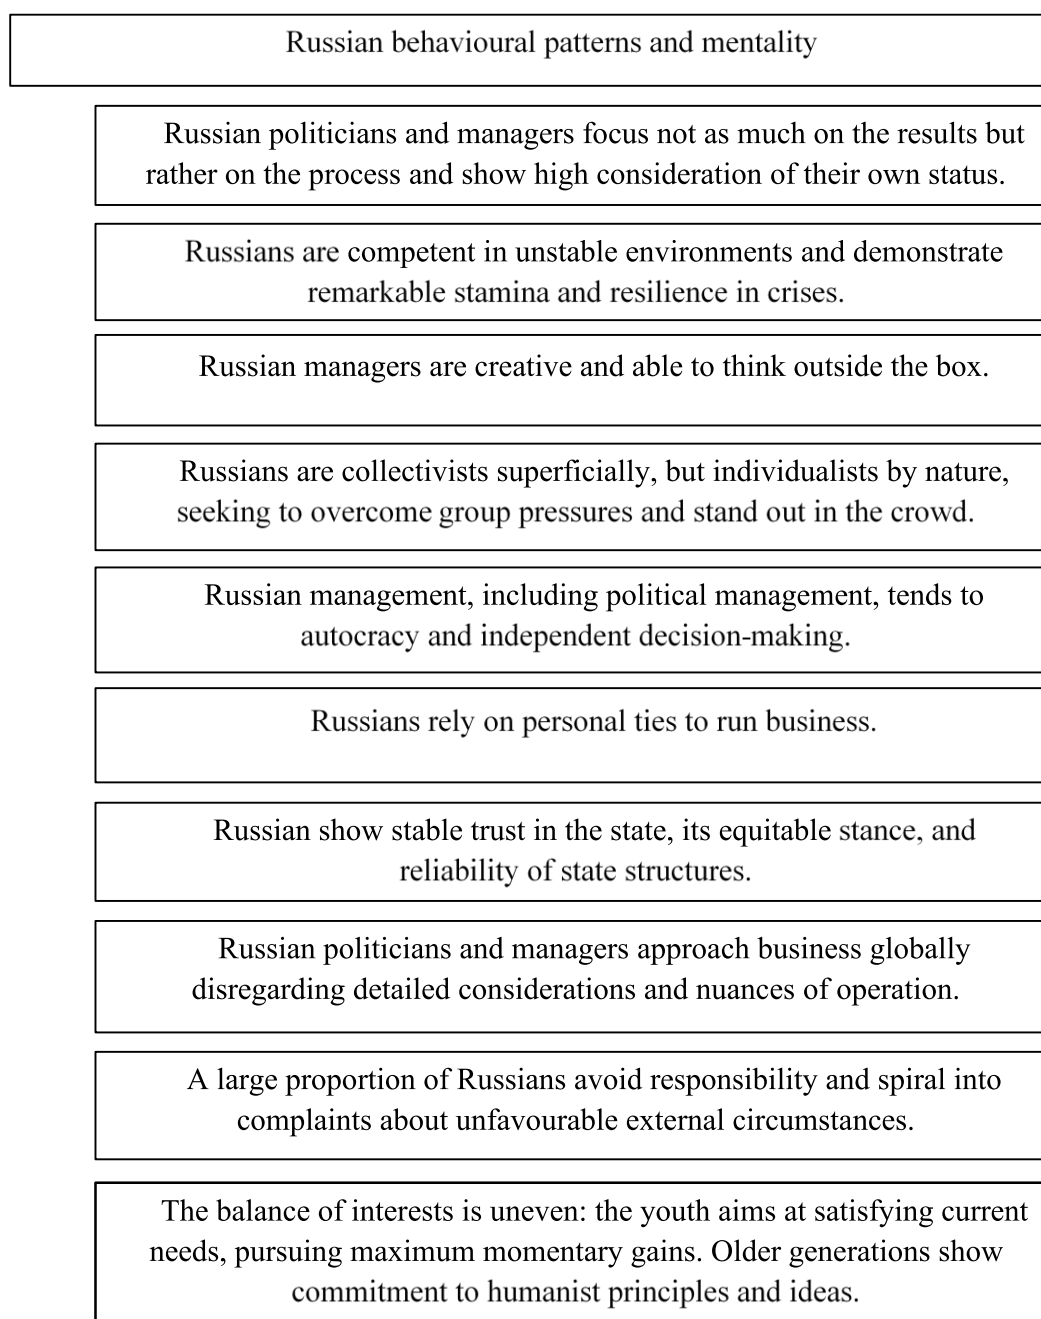 Russian behavioural patterns and mentality
Russian politicians and managers focus not as much on the results but
rather on the process and show high consideration of their own status.
Russians are competent in unstable environments and demonstrate
remarkable stamina and resilience in crises.
Russian managers are creative and able to think outside the box.
Russians are collectivists superficially, but individualists by nature,
seeking to overcome group pressures and stand out in the crowd.
Russian management, including political management, tends to
autocracy and independent decision-making.
Russians rely on personal ties to run business.
Russian show stable trust in the state, its equitable stance, and
reliability of state structures.
Russian politicians and managers approach business globally
disregarding detailed considerations and nuances of operation.
A large proportion of Russians avoid responsibility and spiral into
complaints about unfavourable external circumstances.
The balance of interests is uneven: the youth aims at satisfying current
needs, pursuing maximum momentary gains. Older generations show
commitment to humanist principles and ideas.